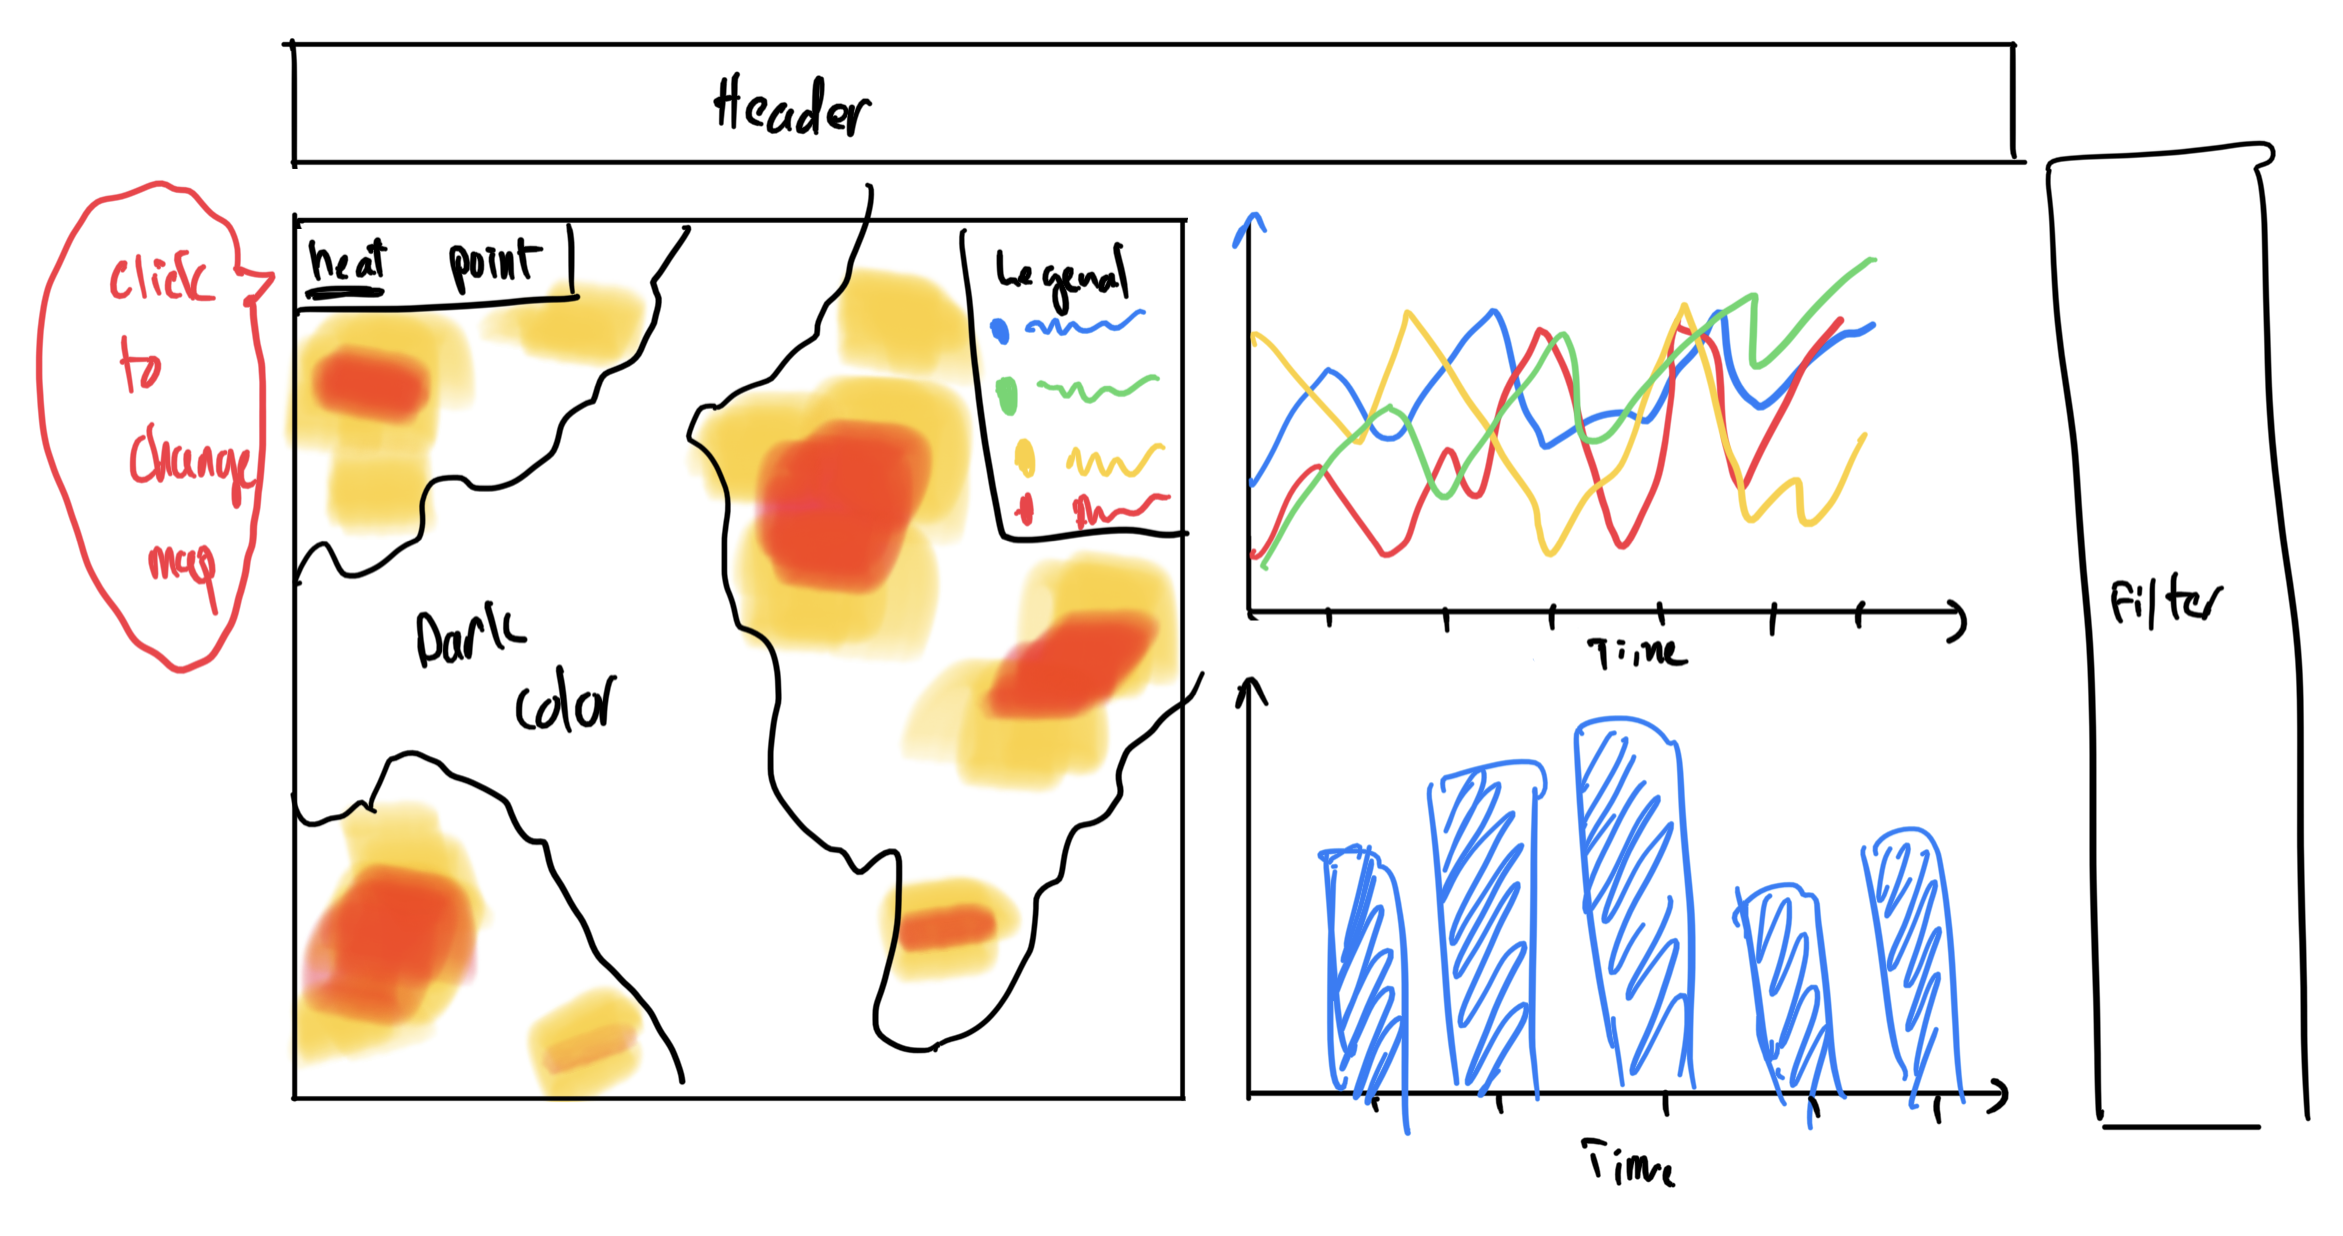 Header
click
to
change
map
heat point
Legend
Dark
color
Time
Time
Filter